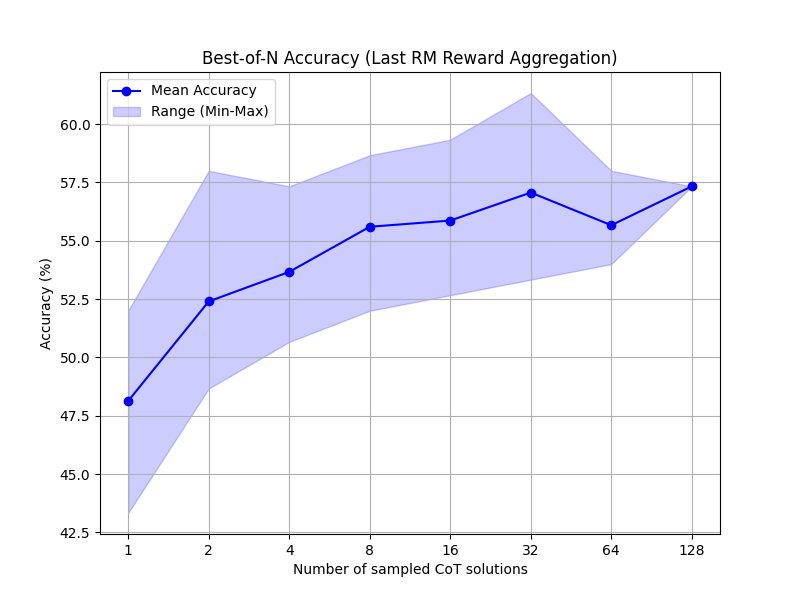 Best-of-N Accuracy (Last RM Reward Aggregation)
Mean Accuracy
Range (Min-Max)
60.0
57.5
55.0
52.5
50.0
47.5
45.0
42.5
Accuracy (%)
1 2 4 8 16 32 64 128
Number of sampled CoT solutions